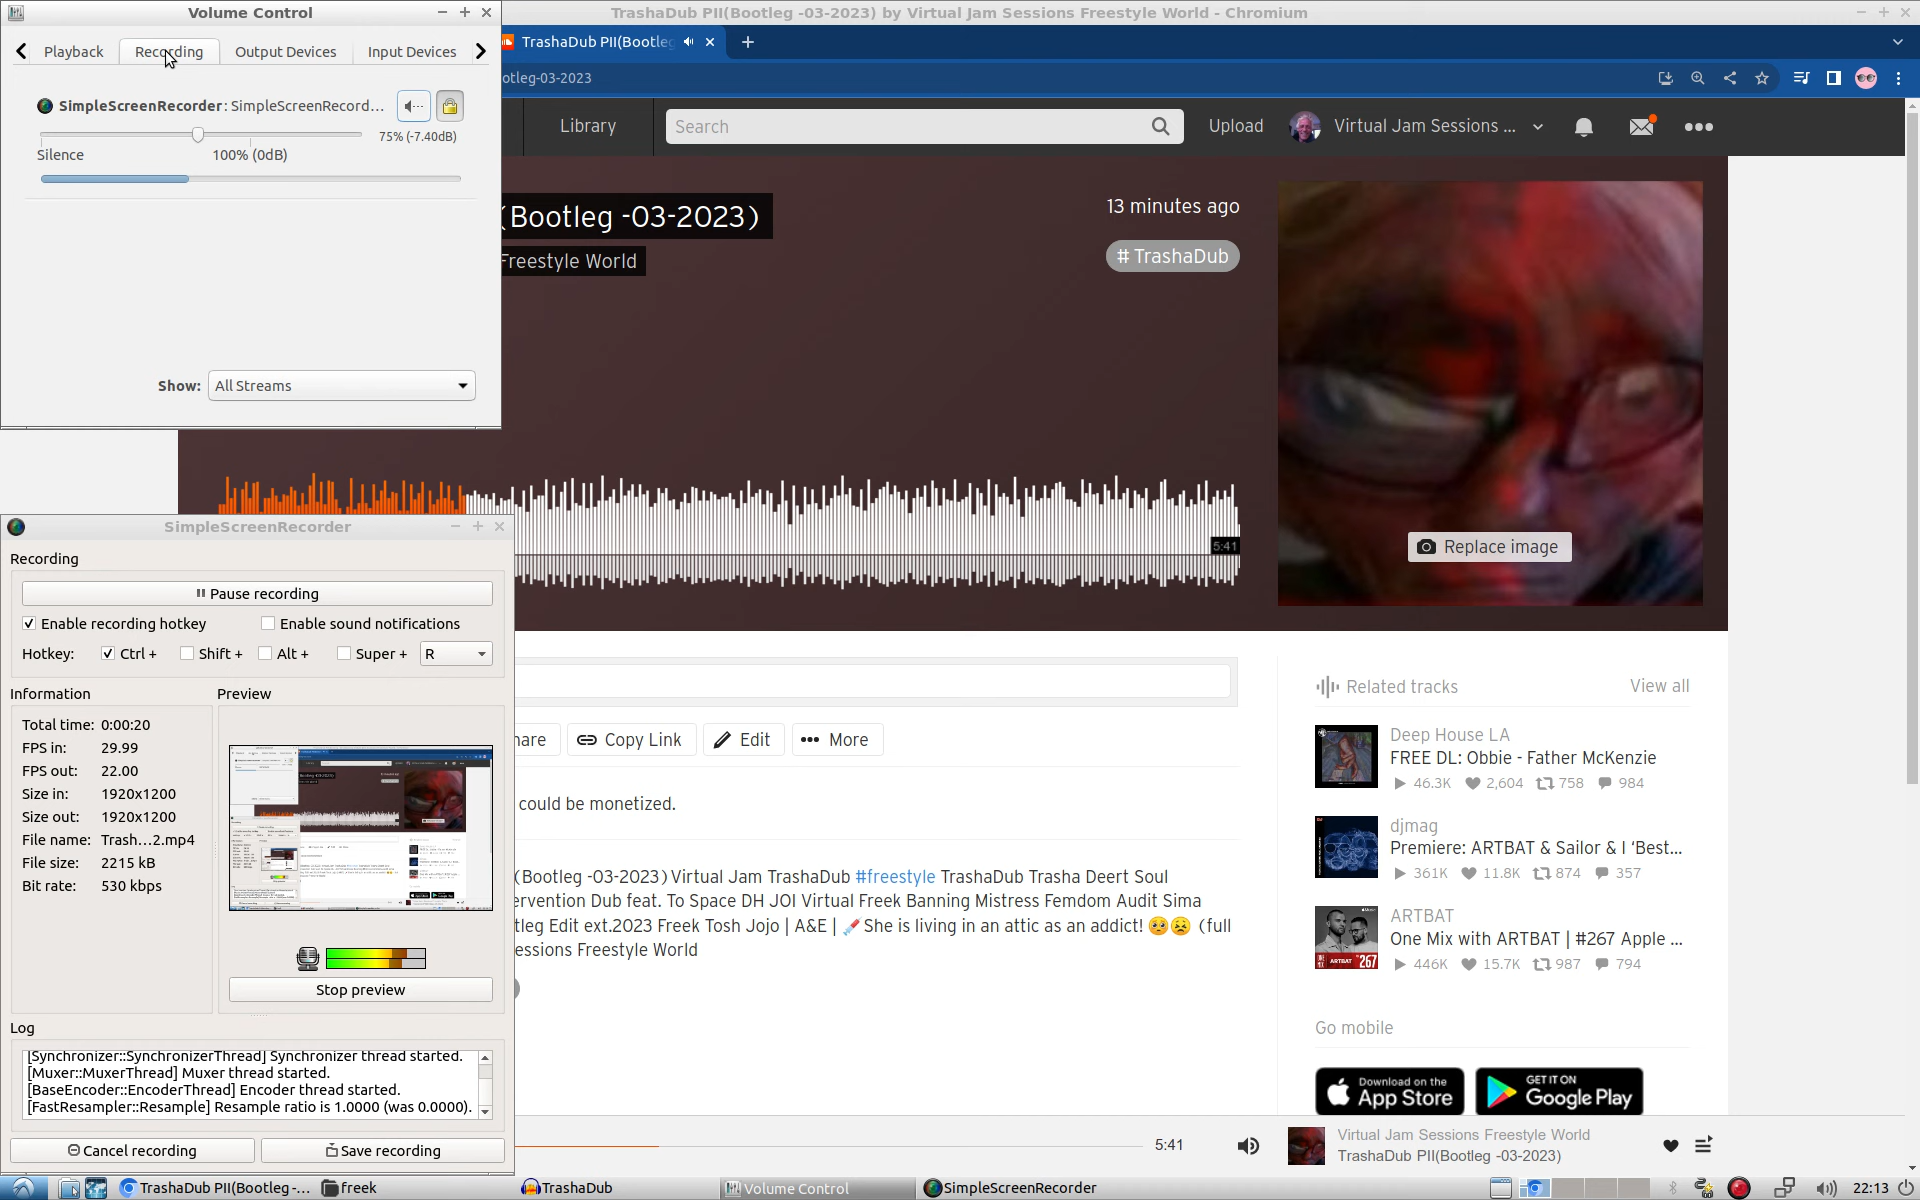 Volume Control
TrashaDub PII(Bootleg -03-2023) by Virtual Jam Sessions Freestyle World - Chromium
TrashaDub PII(Bootleg
Playback
Recording
Output Devices
Input Devices
otleg-03-2023
SimpleScreenRecorder: SimpleScreenRecord...
75% (-7.40dB)
Silence
100% (0dB)
Show:
All Streams
Library
Search
Upload
Virtual Jam Sessions ...
(Bootleg -03-2023)
Freestyle World
13 minutes ago
# TrashaDub
5:41
Replace image
SimpleScreenRecorder
Recording
Pause recording
Enable recording hotkey
Enable sound notifications
Hotkey:
Ctrl +
Shift +
Alt +
Super +
R
Information
Preview
Total time: 0:00:20
FPS in: 29.99
FPS out: 22.00
Size in: 1920x1200
Size out: 1920x1200
File name: Trash...2.mp4
File size: 2215 kB
Bit rate: 530 kbps
Stop preview
Log
[Synchronizer::SynchronizerThread] Synchronizer thread started.
[Muxer::MuxerThread] Muxer thread started.
[BaseEncoder::EncoderThread] Encoder thread started.
[FastResampler::Resample] Resample ratio is 1.0000 (was 0.0000).
Cancel recording
Save recording
hare
Copy Link
Edit
More
could be monetized.
(Bootleg -03-2023) Virtual Jam TrashaDub #freestyle TrashaDub Trasha Deert Soul
ervention Dub feat. To Space DH JOI Virtual Freek Banning Mistress Femdom Audit Sima
tleg Edit ext.2023 Freek Tosh Jojo | A&E | 💉She is living in an attic as an addict! 🥺😣 (full
essions Freestyle World
Related tracks
View all
Deep House LA
FREE DL: Obbie - Father McKenzie
46.3K 2,604 758 984
djmag
Premiere: ARTBAT & Sailor & I 'Best...
361K 11.8K 874 357
ARTBAT
One Mix with ARTBAT | #267 Apple ...
446K 15.7K 987 794
ARTBAT
267
Go mobile
Download on the
App Store
GET IT ON
Google Play
5:41
Virtual Jam Sessions Freestyle World
TrashaDub PII(Bootleg -03-2023)
TrashaDub PII(Bootleg -...
freek
TrashaDub
Volume Control
SimpleScreenRecorder
22:13